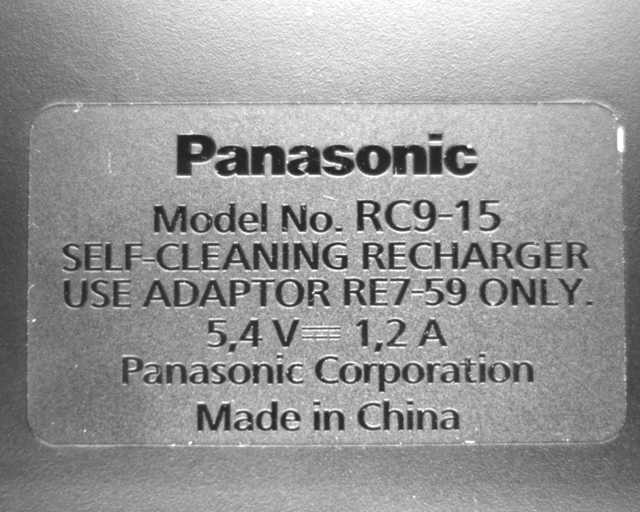 Panasonic
Model No. RC9-15
SELF-CLEANING RECHARGER
USE ADAPTOR RE7-59 ONLY.
5,4 V⎓ 1,2 A
Panasonic Corporation
Made in China